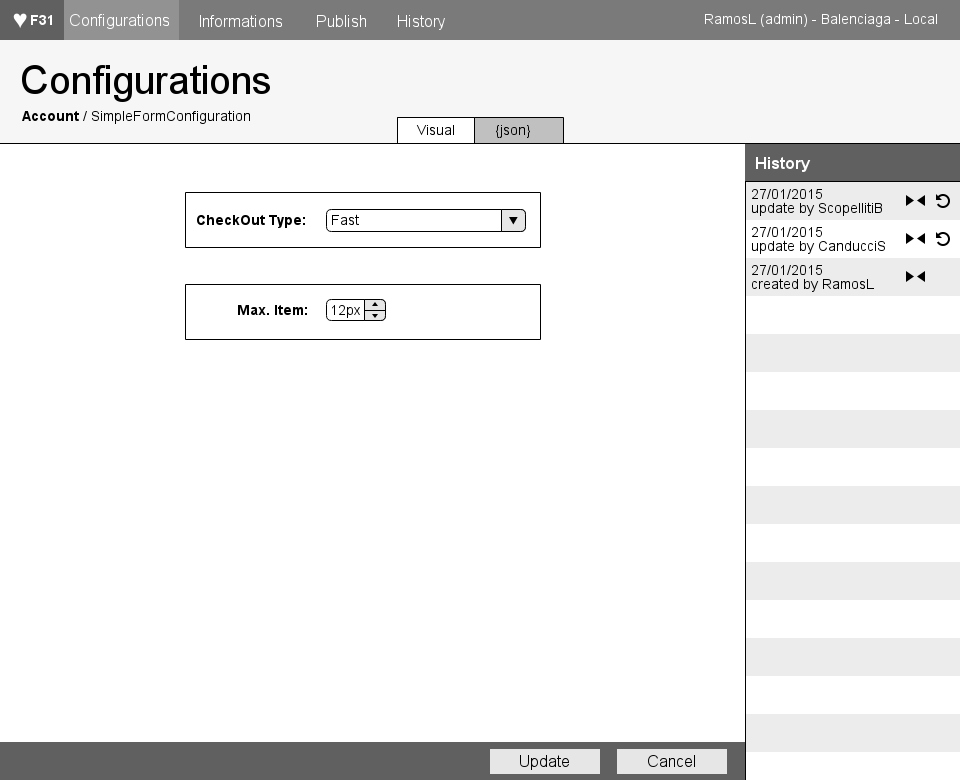 ♥ F31 Configurations Informations Publish History RamosL (admin) - Balenciaga - Local
Configurations
Account / SimpleFormConfiguration
Visual {json}
History
CheckOut Type: Fast
Max. Item: 12px
27/01/2015
update by ScopellitiB
27/01/2015
update by CanducciS
27/01/2015
created by RamosL
Update Cancel